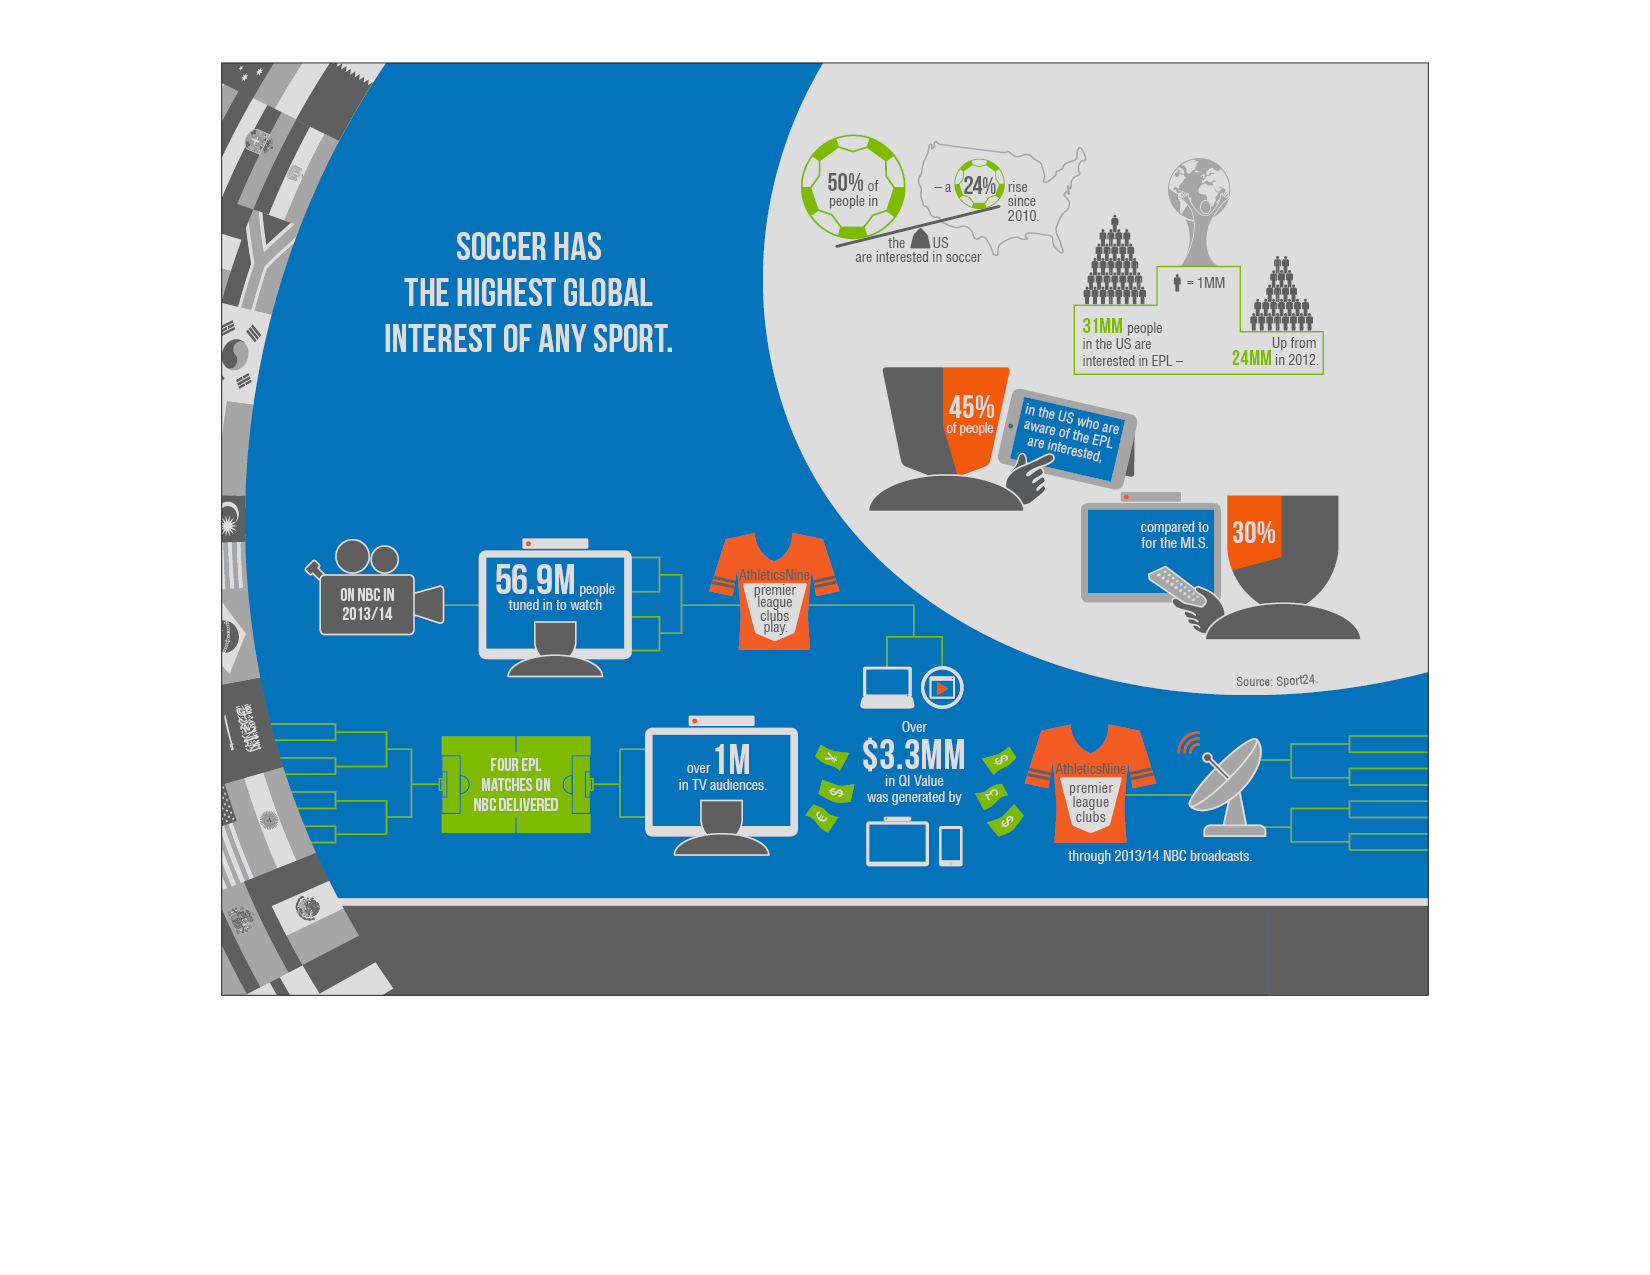 SOCCER HAS
THE HIGHEST GLOBAL
INTEREST OF ANY SPORT.
50% of
people in
– a 24% rise
since
2010.
the US
are interested in soccer
= 1MM
31MM people
in the US are
interested in EPL –
Up from
24MM in 2012.
45%
of people
in the US who are
aware of the EPL
are interested,
compared to
for the MLS.
30%
Source: Sport24.
ON NBC IN
2013/14
56.9M people
tuned in to watch
AthleticsNine
premier
league
clubs
play.
FOUR EPL
MATCHES ON
NBC DELIVERED
over 1M
in TV audiences.
Over
$3.3MM
in QI Value
was generated by
AthleticsNine
premier
league
clubs
through 2013/14 NBC broadcasts.